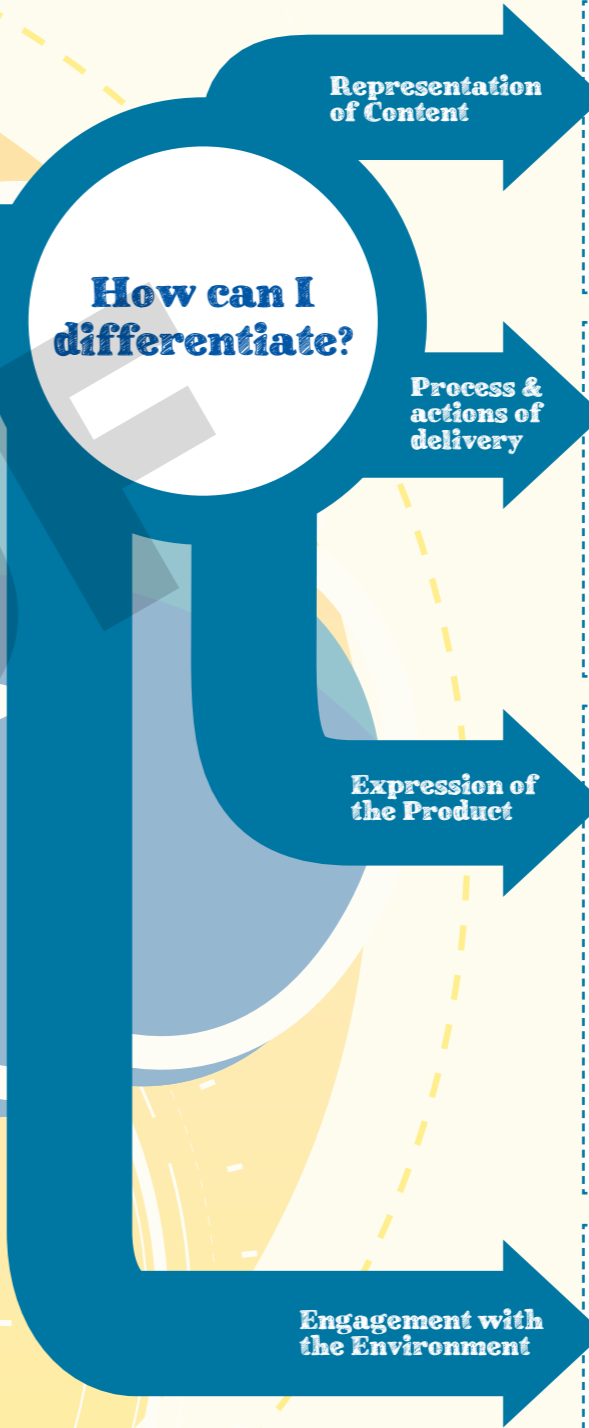 Representation
of Content
How can I
differentiate?
Process &
actions of
delivery
Expression of
the Product
Engagement with
the Environment